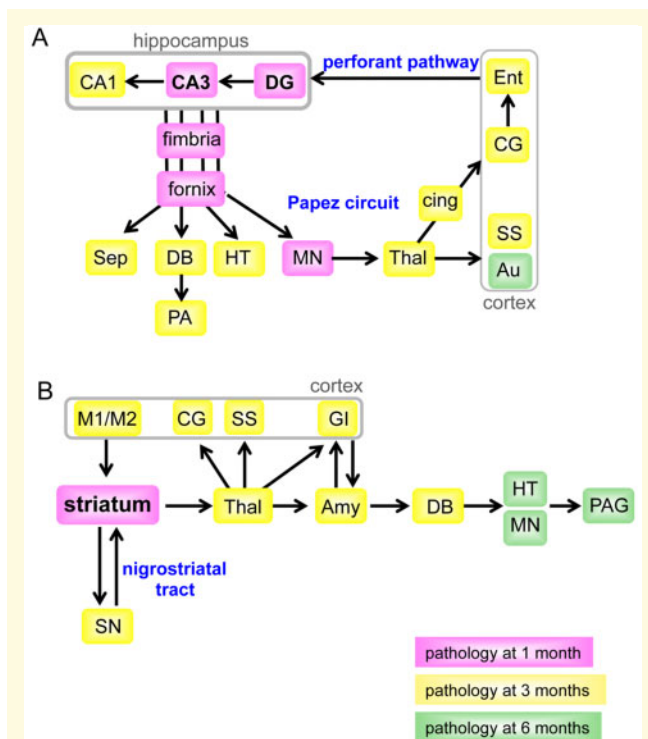 A
hippocampus
CA1
CA3
DG
perforant pathway
Ent
fimbria
CG
fornix
Papez circuit
cing
Sep
DB
HT
MN
Thal
SS
Au
PA
cortex
B
cortex
M1/M2
CG
SS
GI
striatum
Thal
Amy
DB
HT
MN
PAG
nigrostriatal
tract
SN
pathology at 1 month
pathology at 3 months
pathology at 6 months